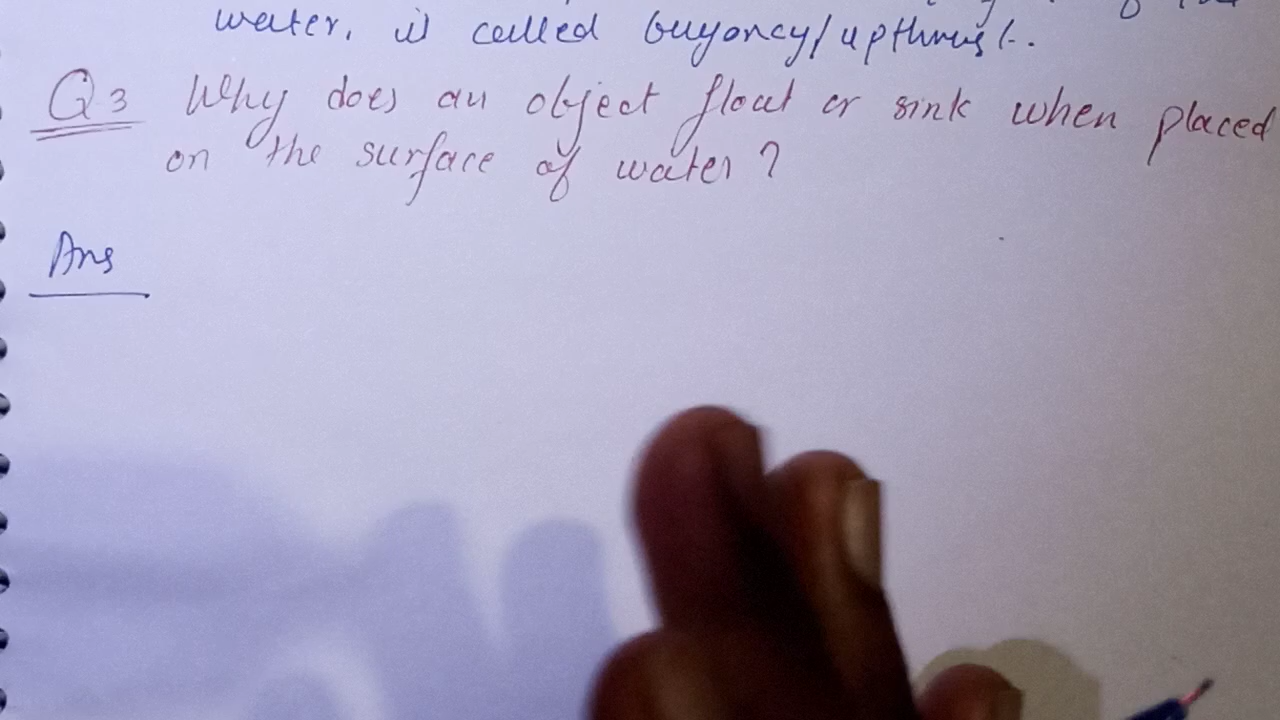 water, is called buyoncy/upthrust.
Q3 Why does an object float or sink when placed
on the surface of water?
Ans